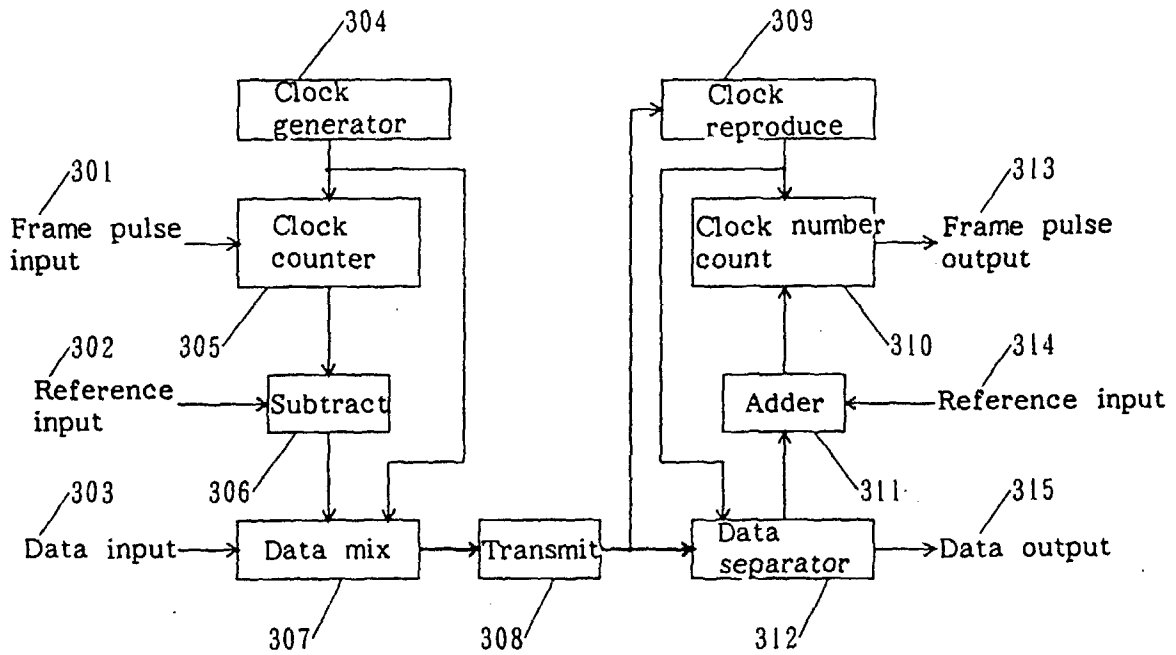 304
309
Clock
generator
Clock
reproduce
301
313
Frame pulse
input
Clock
counter
Clock number
count
Frame pulse
output
302
305
310
314
Reference
input
Subtract
Adder
Reference input
303
306
311
315
Data input
Data mix
Transmit
Data
separator
Data output
307
308
312